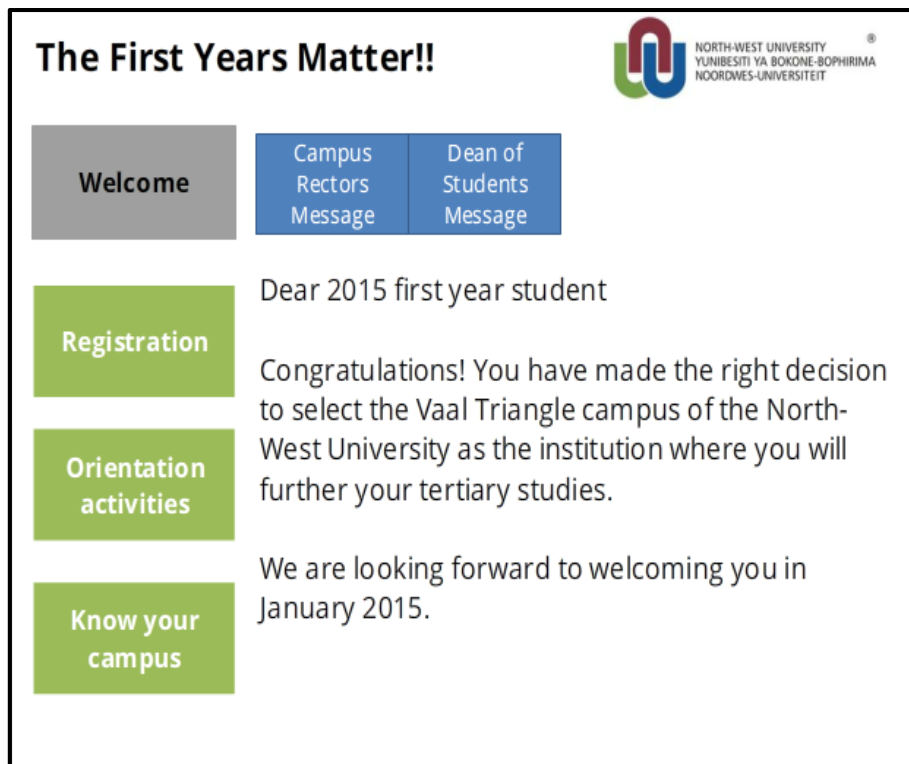 The First Years Matter!!
®
NORTH-WEST UNIVERSITY
YUNIBESITI YA BOKONE-BOPHIRIMA
NOORDWES-UNIVERSITEIT
Welcome
Campus
Rectors
Message
Dean of
Students
Message
Registration
Orientation
activities
Know your
campus
Dear 2015 first year student
Congratulations! You have made the right decision
to select the Vaal Triangle campus of the North-
West University as the institution where you will
further your tertiary studies.
We are looking forward to welcoming you in
January 2015.